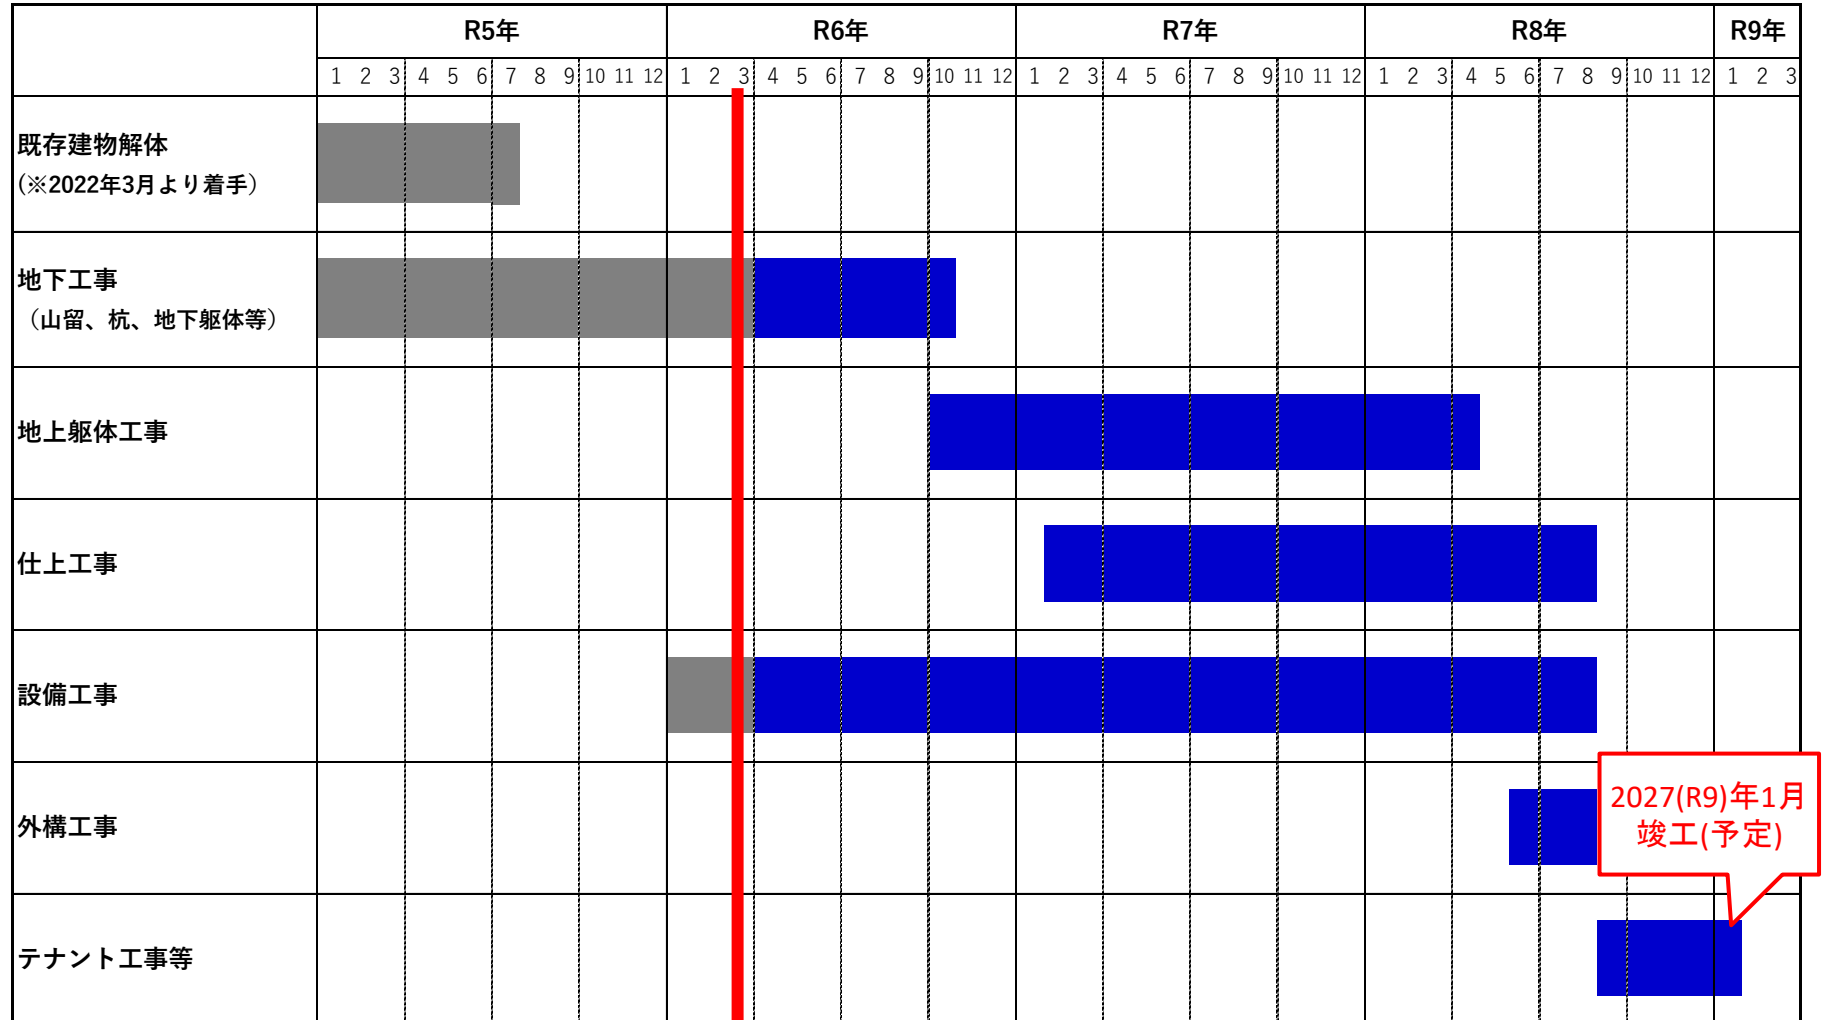 R5年 R6年 R7年 R8年 R9年
1 2 3 4 5 6 7 8 9 10 11 12 1 2 3 4 5 6 7 8 9 10 11 12 1 2 3 4 5 6 7 8 9 10 11 12 1 2 3 4 5 6 7 8 9 10 11 12 1 2 3
既存建物解体
(※2022年3月より着手）
地下工事
（山留、杭、地下躯体等）
地上躯体工事
仕上工事
設備工事
外構工事
2027(R9)年1月
竣工(予定)
テナント工事等